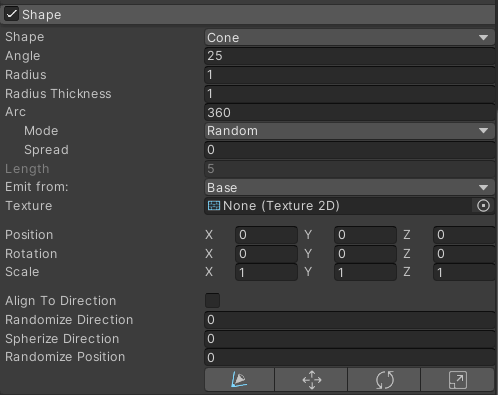 Shape
Shape Cone
Angle 25
Radius 1
Radius Thickness 1
Arc 360
Mode Random
Spread 0
Length 5
Emit from: Base
Texture None (Texture 2D)
Position X 0 Y 0 Z 0
Rotation X 0 Y 0 Z 0
Scale X 1 Y 1 Z 1
Align To Direction
Randomize Direction 0
Spherize Direction 0
Randomize Position 0